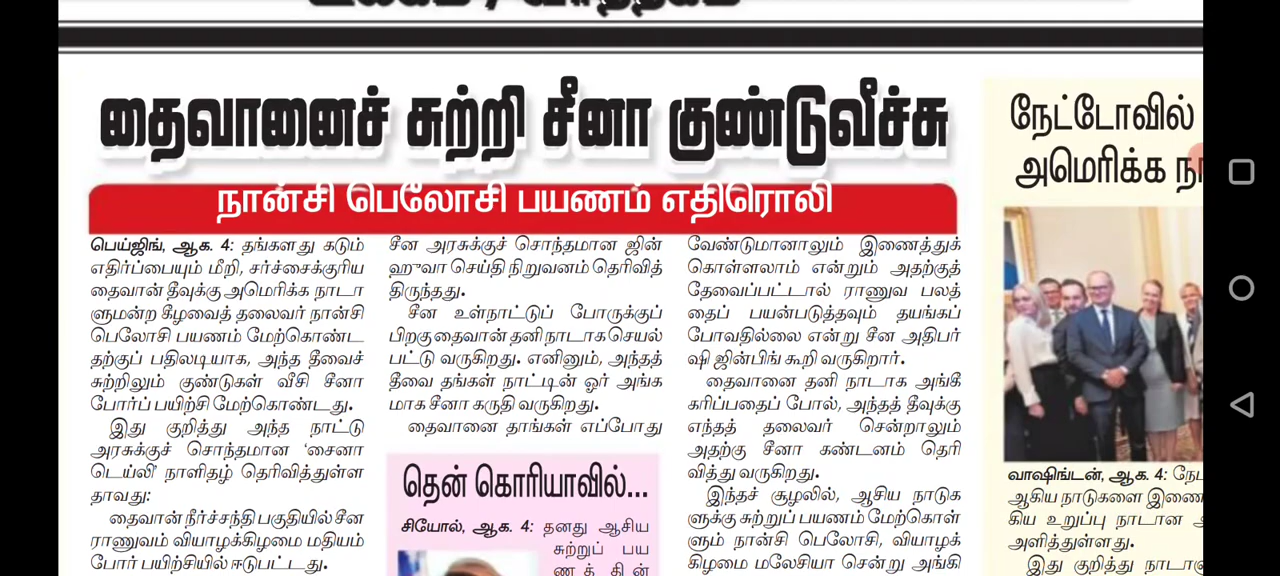 தைவானைச் சுற்றி சீனா குண்டுவீச்சு
நான்சி பெலோசி பயணம் எதிரொலி
பெய்ஜிங், ஆக. 4: தங்களது கடும்
எதிர்ப்பையும் மீறி, சர்ச்சைக்குரிய
தைவான் தீவுக்கு அமெரிக்க நாடா
ளுமன்ற கீழவைத் தலைவர் நான்சி
பெலோசி பயணம் மேற்கொண்ட
தற்குப் பதிலடியாக, அந்த தீவைச்
சுற்றிலும் குண்டுகள் வீசி சீனா
போர்ப் பயிற்சி மேற்கொண்டது.
இது குறித்து அந்த நாட்டு
அரசுக்குச் சொந்தமான 'சைனா
டெய்லி' நாளிதழ் தெரிவித்துள்ள
தாவது:
தைவான் நீர்ச்சந்தி பகுதியில் சீன
ராணுவம் வியாழக்கிழமை மதியம்
போர் பயிற்சியில் ஈடுபட்டது.
சீன அரசுக்குச் சொந்தமான ஜின்
ஹுவா செய்தி நிறுவனம் தெரிவித்
திருந்தது.
சீன உள்நாட்டுப் போருக்குப்
பிறகு தைவான் தனி நாடாக செயல்
பட்டு வருகிறது. எனினும், அந்தத்
தீவை தங்கள் நாட்டின் ஓர் அங்க
மாக சீனா கருதி வருகிறது.
தைவானை தாங்கள் எப்போது
வேண்டுமானாலும் இணைத்துக்
கொள்ளலாம் என்றும் அதற்குத்
தேவைப்பட்டால் ராணுவ பலத்
தைப் பயன்படுத்தவும் தயங்கப்
போவதில்லை என்று சீன அதிபர்
ஷி ஜின்பிங் கூறி வருகிறார்.
தைவானை தனி நாடாக அங்கீ
கரிப்பதைப் போல், அந்தத் தீவுக்கு
எந்தத் தலைவர் சென்றாலும்
அதற்கு சீனா கண்டனம் தெரி
வித்து வருகிறது.
இந்தச் சூழலில், ஆசிய நாடுக
ளுக்கு சுற்றுப் பயணம் மேற்கொள்
ளும் நான்சி பெலோசி, வியாழக்
கிழமை மலேசியா சென்று அங்கி
தென் கொரியாவில்...
சியோல், ஆக. 4: தனது ஆசிய
சுற்றுப் பய
ணத் தின்
நேட்டோவில்
அமெரிக்க
வாஷிங்டன், ஆக. 4:
ஆகிய நாடுகளை
கிய உறுப்பு நாடான
அளித்துள்ளது.
இது குறித்து